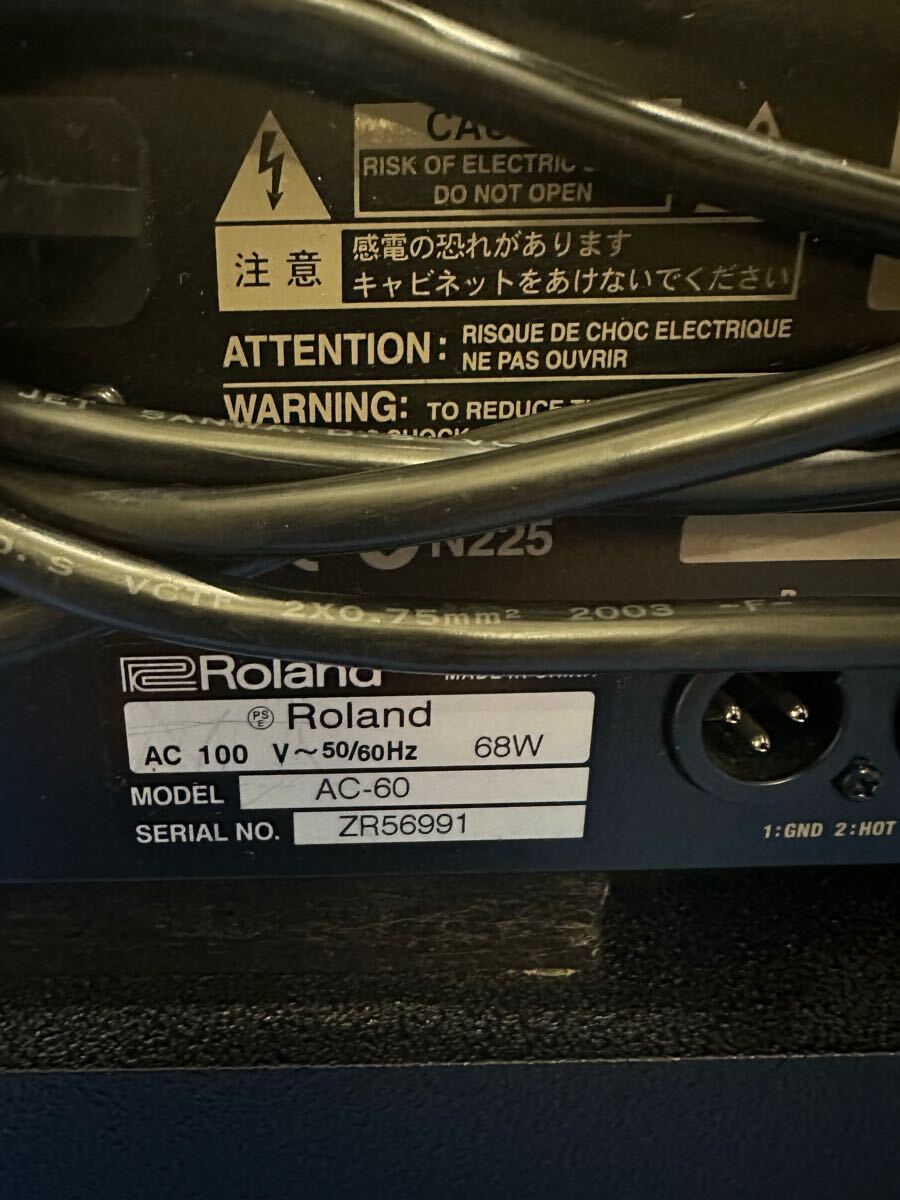 RISK OF ELECTRIC
DO NOT OPEN
注意
感電の恐れがあります
キャビネットをあけないでください
ATTENTION: RISQUE DE CHOC ELECTRIQUE
NE PAS OUVRIR
WARNING: TO REDUCE
JET
N225
VCTF 2X0.75mm² 2003 -F-
Roland
PSE Roland
AC 100 V~50/60Hz 68W
MODEL AC-60
SERIAL NO. ZR56991
1:GND 2:HOT